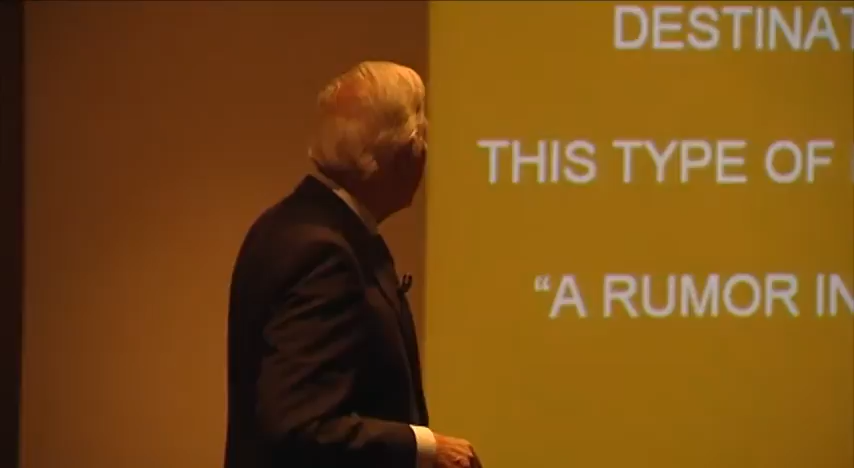 DESTINAT
THIS TYPE OF
“A RUMOR IN